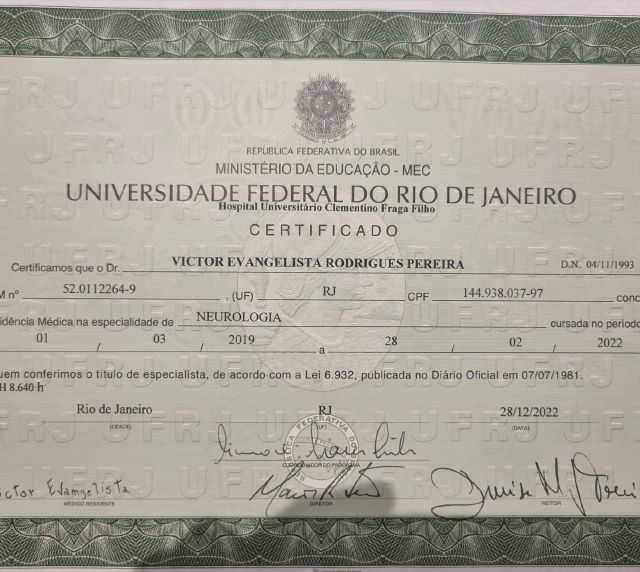 REPÚBLICA FEDERATIVA DO BRASIL
MINISTÉRIO DA EDUCAÇÃO - MEC
UNIVERSIDADE FEDERAL DO RIO DE JANEIRO
Hospital Universitário Clementino Fraga Filho
CERTIFICADO
Certificamos que o Dr. VICTOR EVANGELISTA RODRIGUES PEREIRA D.N. 04/11/1993
M nº 52.0112264-9 , (UF) RJ CPF 144.938.037-97 conc
idência Médica na especialidade de NEUROLOGIA cursada no período
01 / 03 / 2019 a 28 / 02 / 2022
uem conferimos o título de especialista, de acordo com a Lei 6.932, publicada no Diário Oficial em 07/07/1981.
H 8.640 h
Rio de Janeiro RJ 28/12/2022
(CIDADE) (UF) (DATA)
COORDENADOR DO PROGRAMA
ictor Evangelista
MÉDICO RESIDENTE DIRETOR REITOR